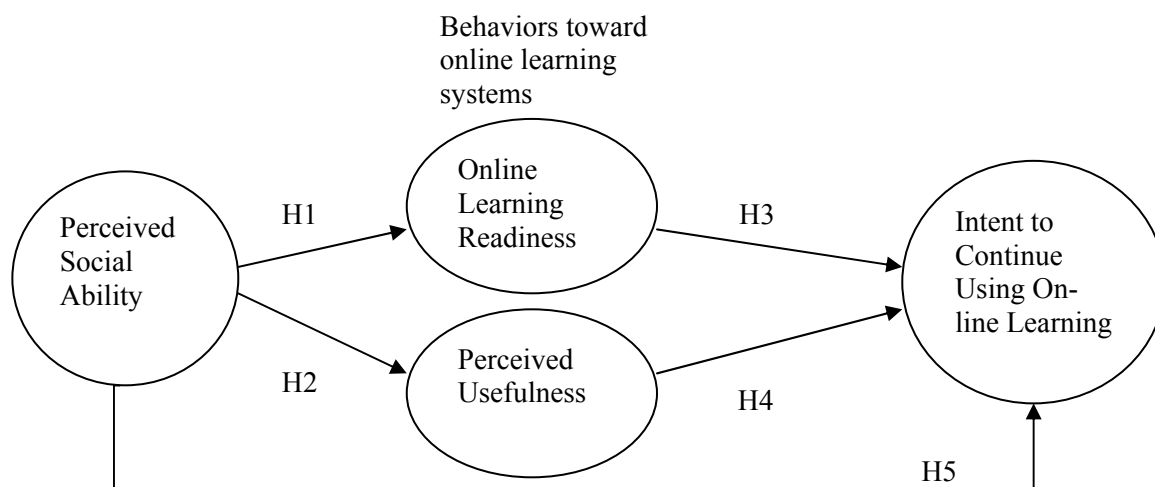 Behaviors toward
online learning
systems
Online
Learning
Readiness
H1
H3
Perceived
Social
Ability
Intent to
Continue
Using On-
line Learning
H2
Perceived
Usefulness
H4
H5